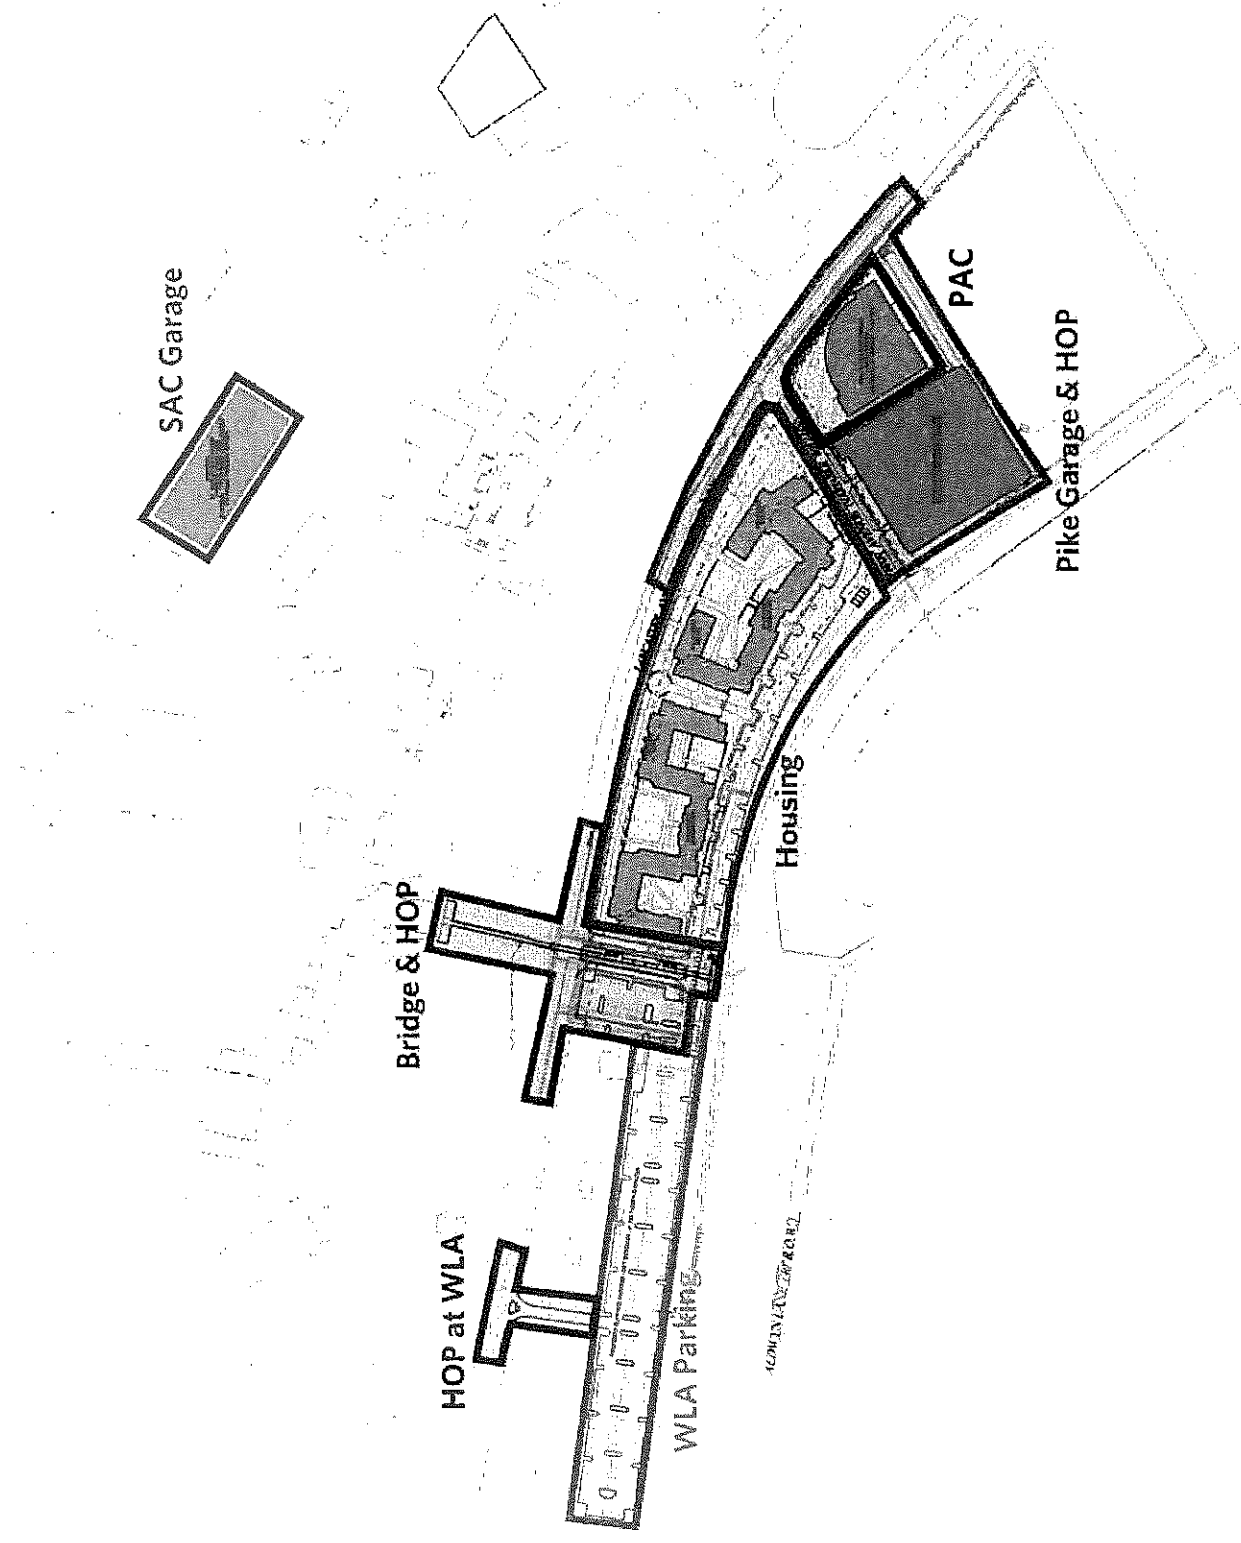 SAC Garage
PAC
Pike Garage & HOP
Bridge & HOP
Housing
HOP at WLA
WLA Parking